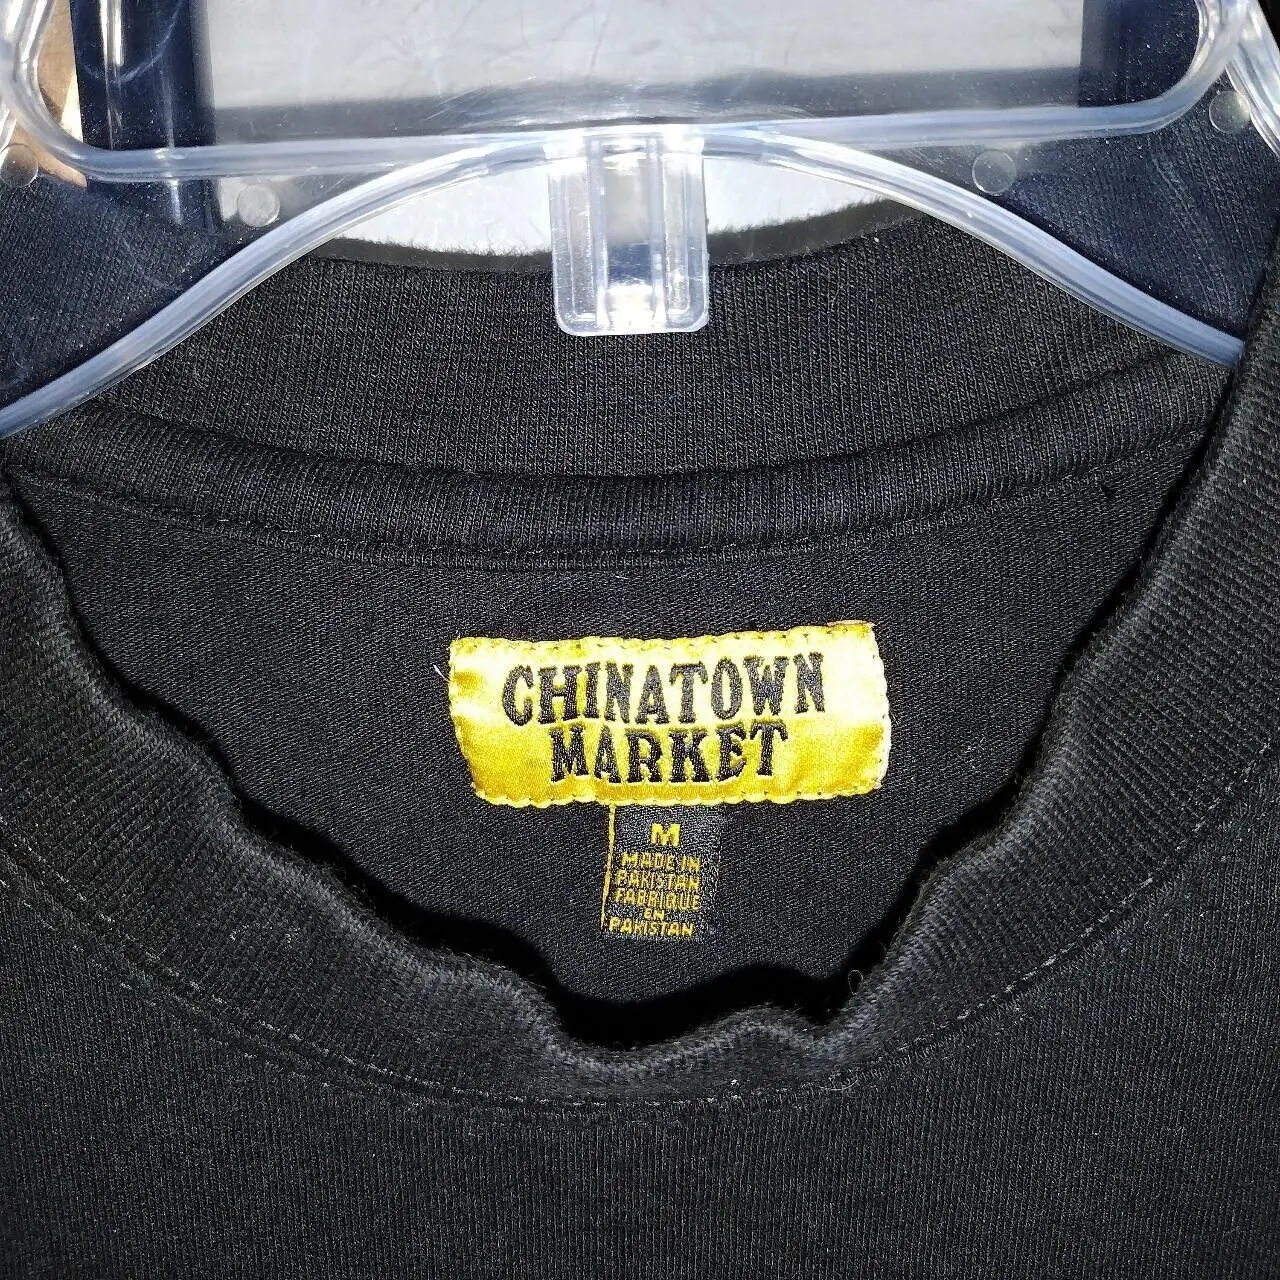 CHINATOWN
MARKET
M
MADE IN
PAKISTAN
FABRIQUE
EN
PAKISTAN